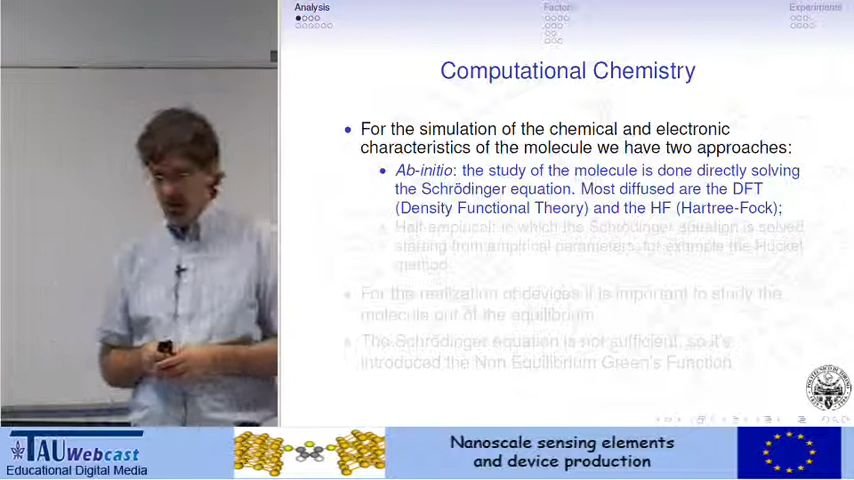 Analysis
Factor
Experimental
Computational Chemistry
For the simulation of the chemical and electronic
characteristics of the molecule we have two approaches:
Ab-initio: the study of the molecule is done directly solving
the Schrödinger equation. Most diffused are the DFT
(Density Functional Theory) and the HF (Hartree-Fock);
Half-empirical: in which the Schrödinger equation is solved
starting from empirical parameters, for example the Hückel
method.
For the realization of devices it is important to study the
molecule out of the equilibrium
The Schrödinger equation is not sufficient, so it's
introduced the Non Equilibrium Green's Function
TAU Webcast
Educational Digital Media
Nanoscale sensing elements
and device production